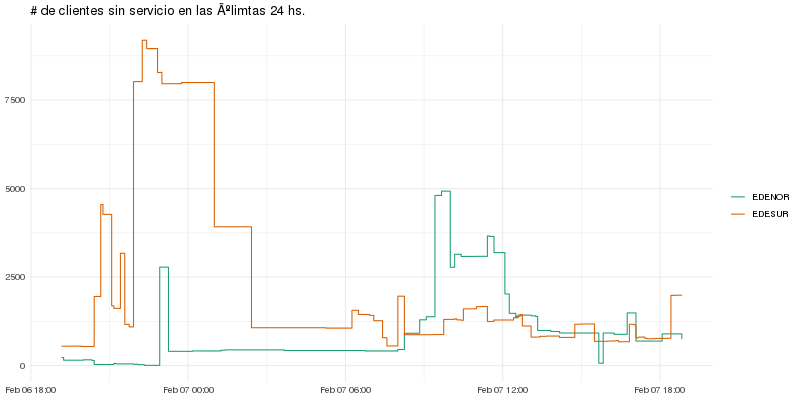 # de clientes sin servicio en las Ãºlimtas 24 hs.
7500
5000
2500
0
Feb 06 18:00
Feb 07 00:00
Feb 07 06:00
Feb 07 12:00
Feb 07 18:00
EDENOR
EDESUR